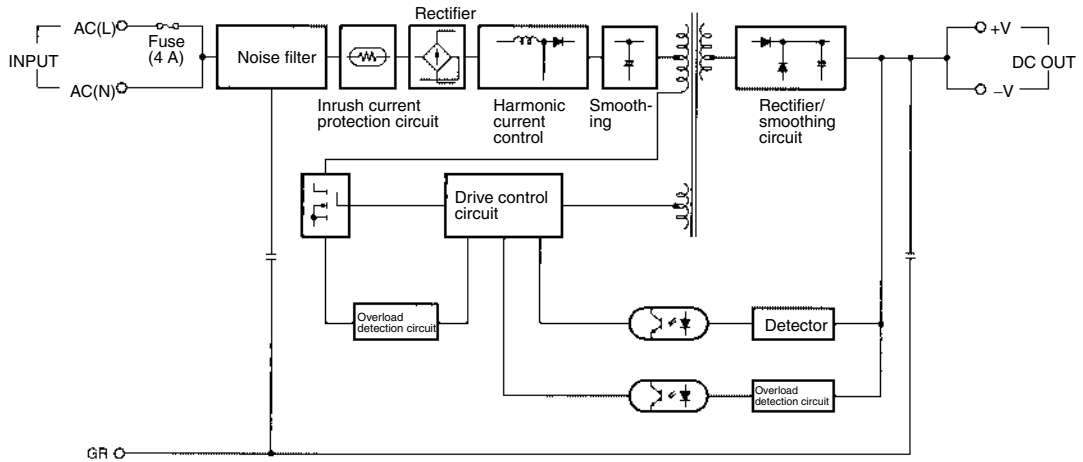 Rectifier
AC(L)
Fuse
(4 A)
INPUT
AC(N)
Noise filter
Inrush current
protection circuit
Harmonic
current
control
Smooth-
ing
Rectifier/
smoothing
circuit
+V
DC OUT
−V
Drive control
circuit
Overload
detection circuit
Detector
Overload
detection circuit
GR